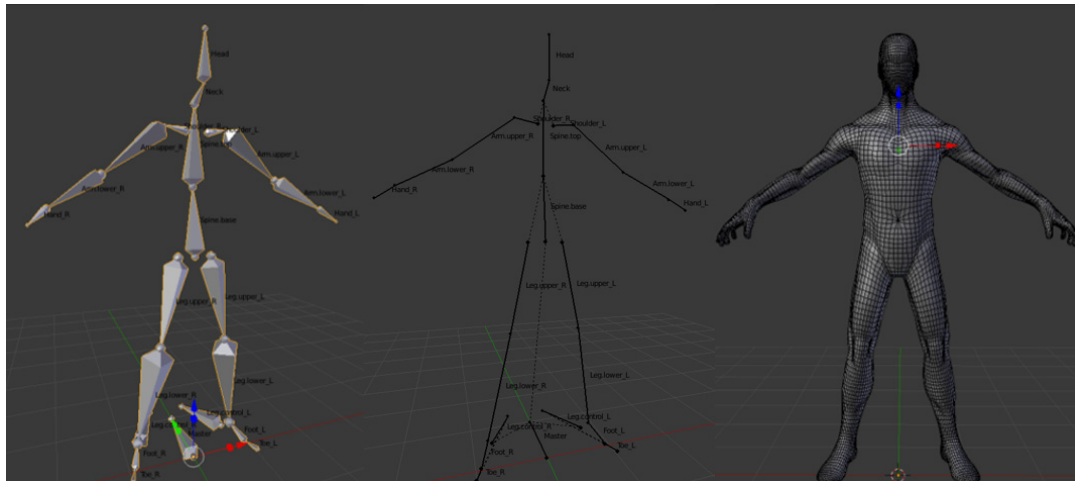 Head
Neck
Shoulder_R
Shoulder_L
Spine.top
Arm.upper_R
Arm.upper_L
Arm.lower_R
Arm.lower_L
Hand_R
Hand_L
Spine.base
Leg.upper_R
Leg.upper_L
Leg.lower_R
Leg.lower_L
Leg.control_L
Master
Foot_L
Foot_R
Toe_L
Toe_R
Head
Neck
Shoulder_R
Shoulder_L
Arm.upper_R
Spine.top
Arm.upper_L
Arm.lower_R
Arm.lower_L
Hand_R
Hand_L
Spine.base
Leg.upper_R
Leg.upper_L
Leg.lower_R
Leg.lower_L
Leg.control_L
Leg.control_R
Foot_L
Master
Toe_L
Foot_R
Toe_R